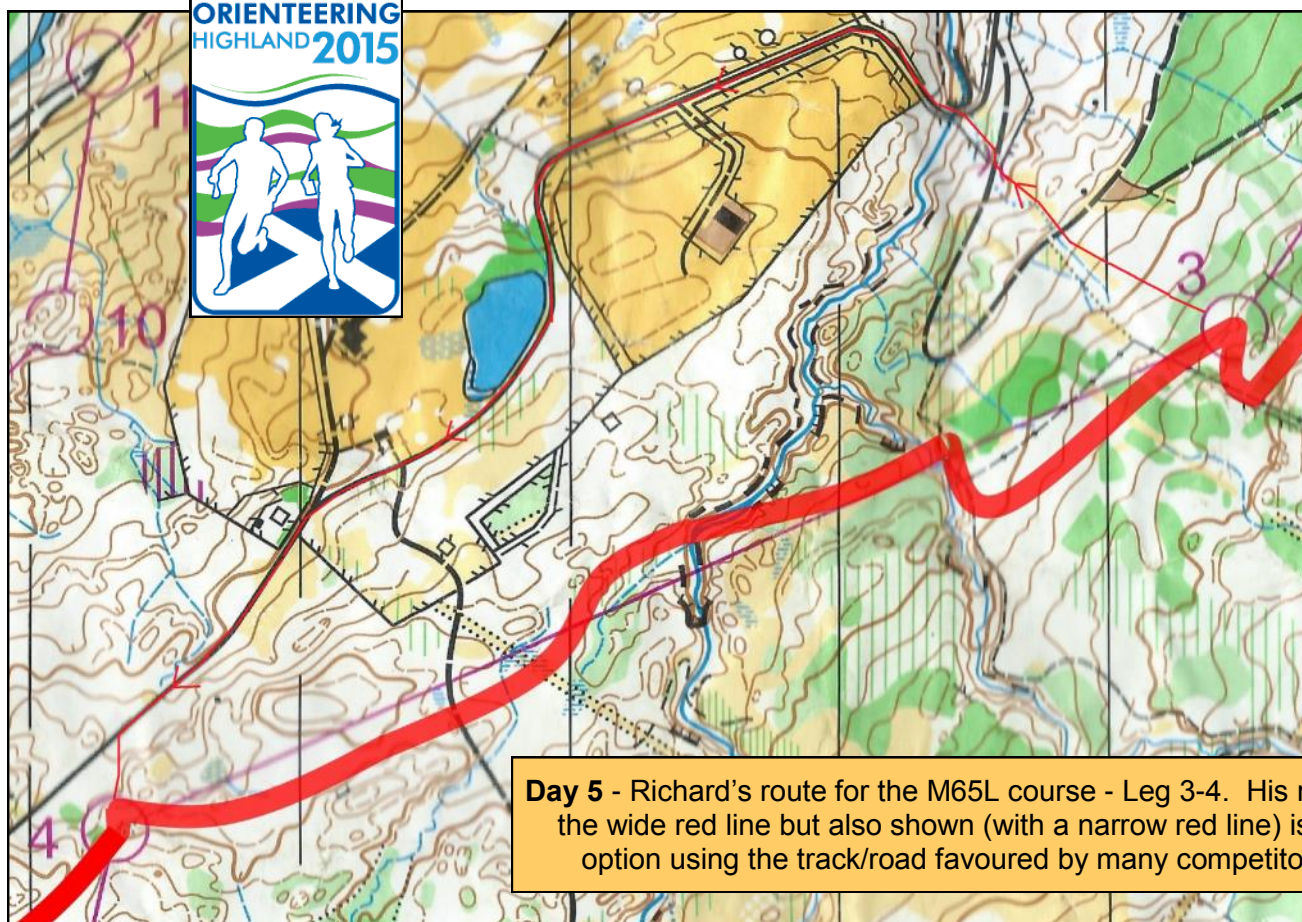 ORIENTEERING
HIGHLAND 2015
11
10
3
4
Day 5 - Richard’s route for the M65L course - Leg 3-4. His
the wide red line but also shown (with a narrow red line)
option using the track/road favoured by many